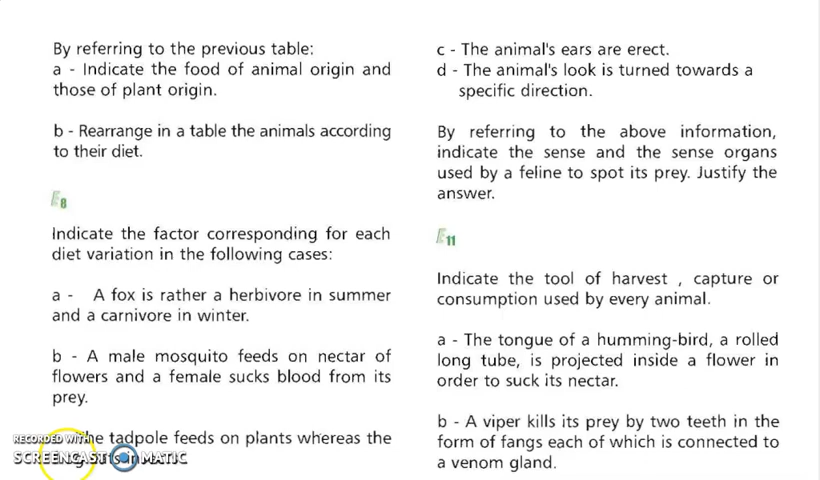 By referring to the previous table:
a - Indicate the food of animal origin and
those of plant origin.
b - Rearrange in a table the animals according
to their diet.
E8
Indicate the factor corresponding for each
diet variation in the following cases:
a - A fox is rather a herbivore in summer
and a carnivore in winter.
b - A male mosquito feeds on nectar of
flowers and a female sucks blood from its
prey.
The tadpole feeds on plants whereas the
RECORDED WITH
SCREENCAST MATIC
c - The animal's ears are erect.
d - The animal's look is turned towards a
specific direction.
By referring to the above information,
indicate the sense and the sense organs
used by a feline to spot its prey. Justify the
answer.
E11
Indicate the tool of harvest , capture or
consumption used by every animal.
a - The tongue of a humming-bird, a rolled
long tube, is projected inside a flower in
order to suck its nectar.
b - A viper kills its prey by two teeth in the
form of fangs each of which is connected to
a venom gland.